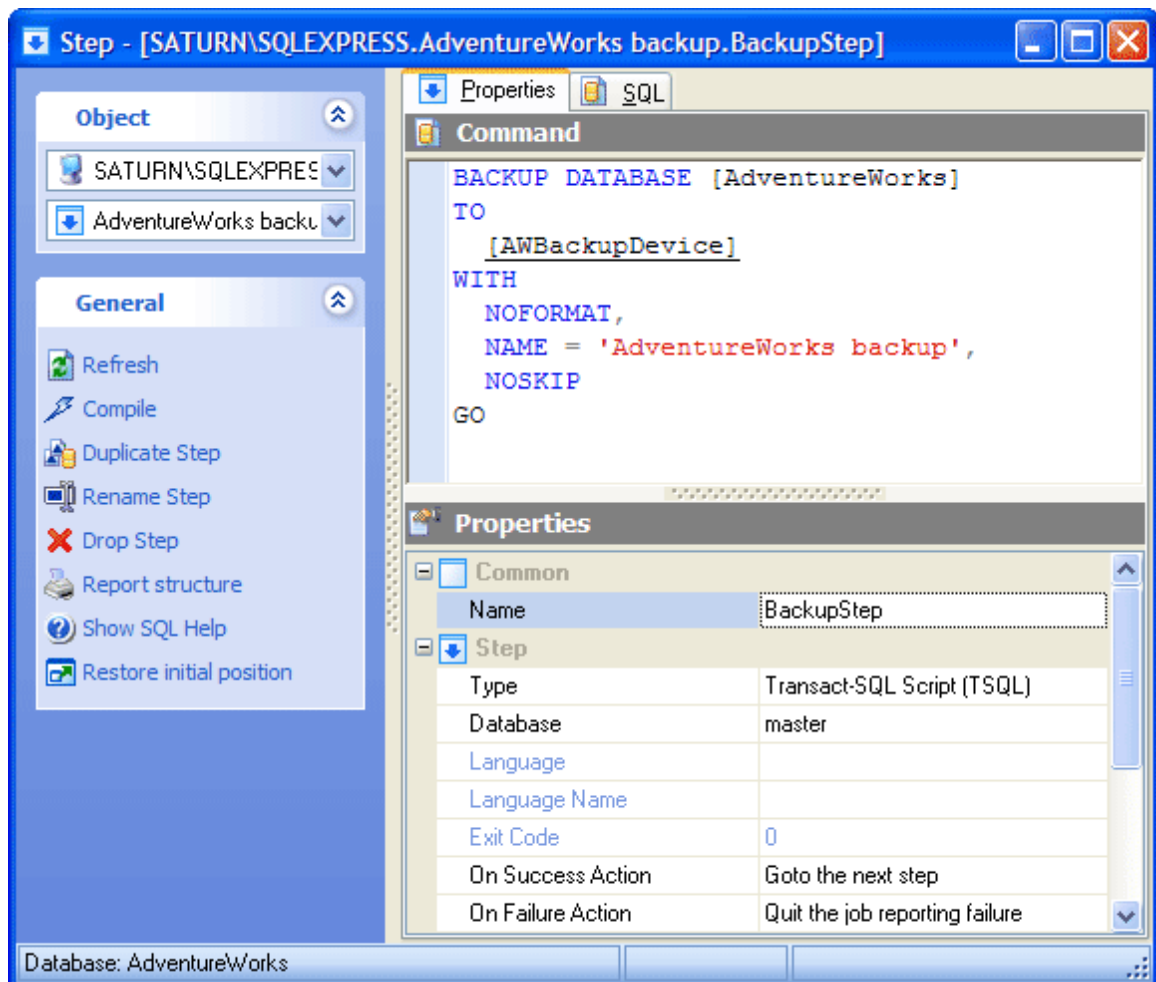 Step - [SATURN\SQLEXPRESS.AdventureWorks backup.BackupStep]
Object
SATURN\SQLEXPRES
AdventureWorks backu
General
Refresh
Compile
Duplicate Step
Rename Step
Drop Step
Report structure
Show SQL Help
Restore initial position
Properties SQL
Command
BACKUP DATABASE [AdventureWorks]
TO
[AWBackupDevice]
WITH
NOFORMAT,
NAME = 'AdventureWorks backup',
NOSKIP
GO
Properties
Common
Name BackupStep
Step
Type Transact-SQL Script (TSQL)
Database master
Language
Language Name
Exit Code 0
On Success Action Goto the next step
On Failure Action Quit the job reporting failure
Database: AdventureWorks